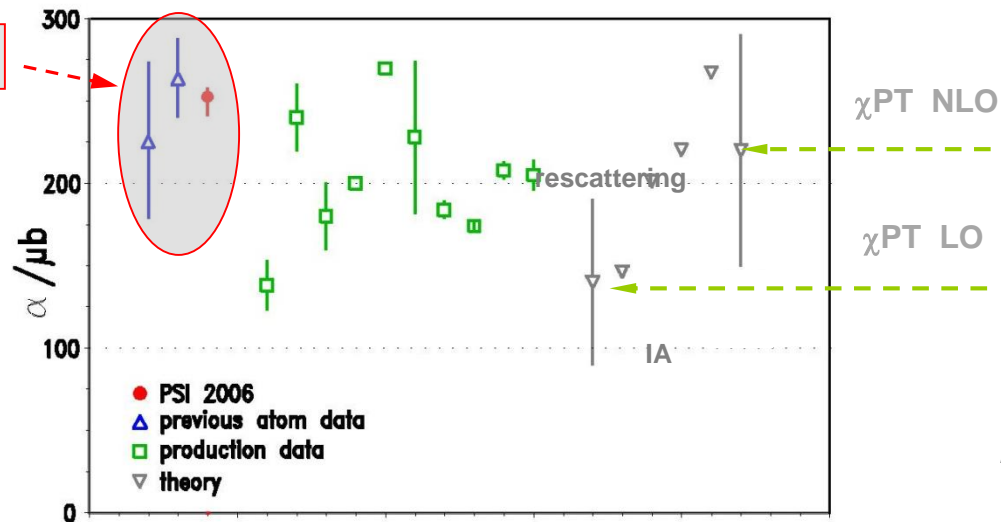 300
χPT NLO
200
rescattering
χPT LO
α /μb
100
IA
PSI 2006
previous atom data
production data
theory
0